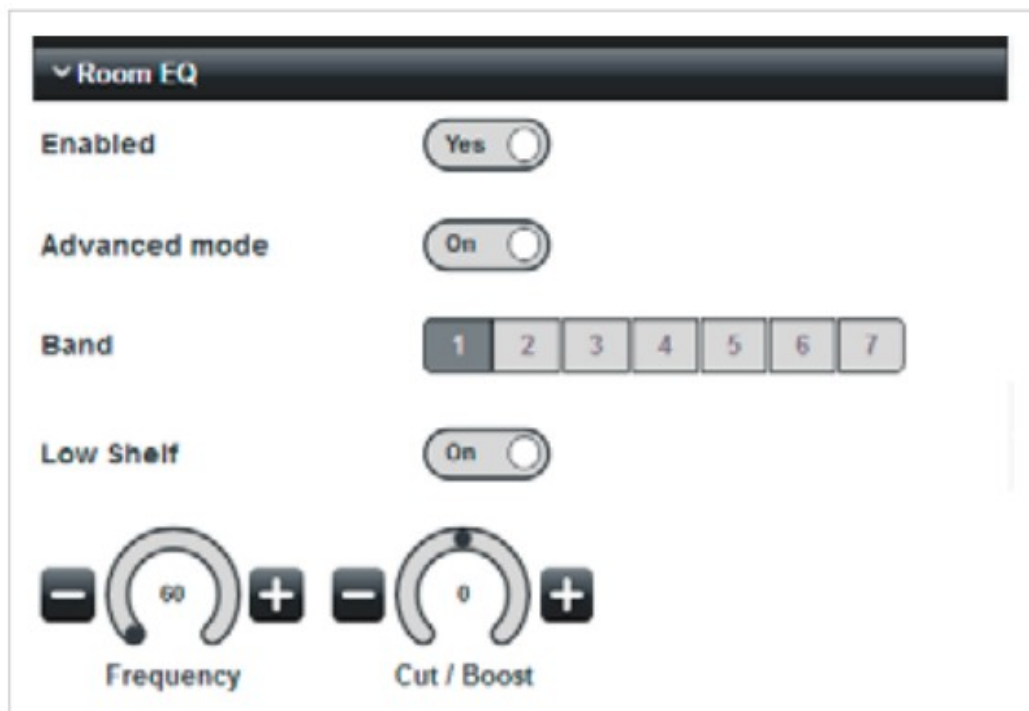 Room EQ
Enabled Yes
Advanced mode On
Band 1 2 3 4 5 6 7
Low Shelf On
60 0
Frequency Cut / Boost